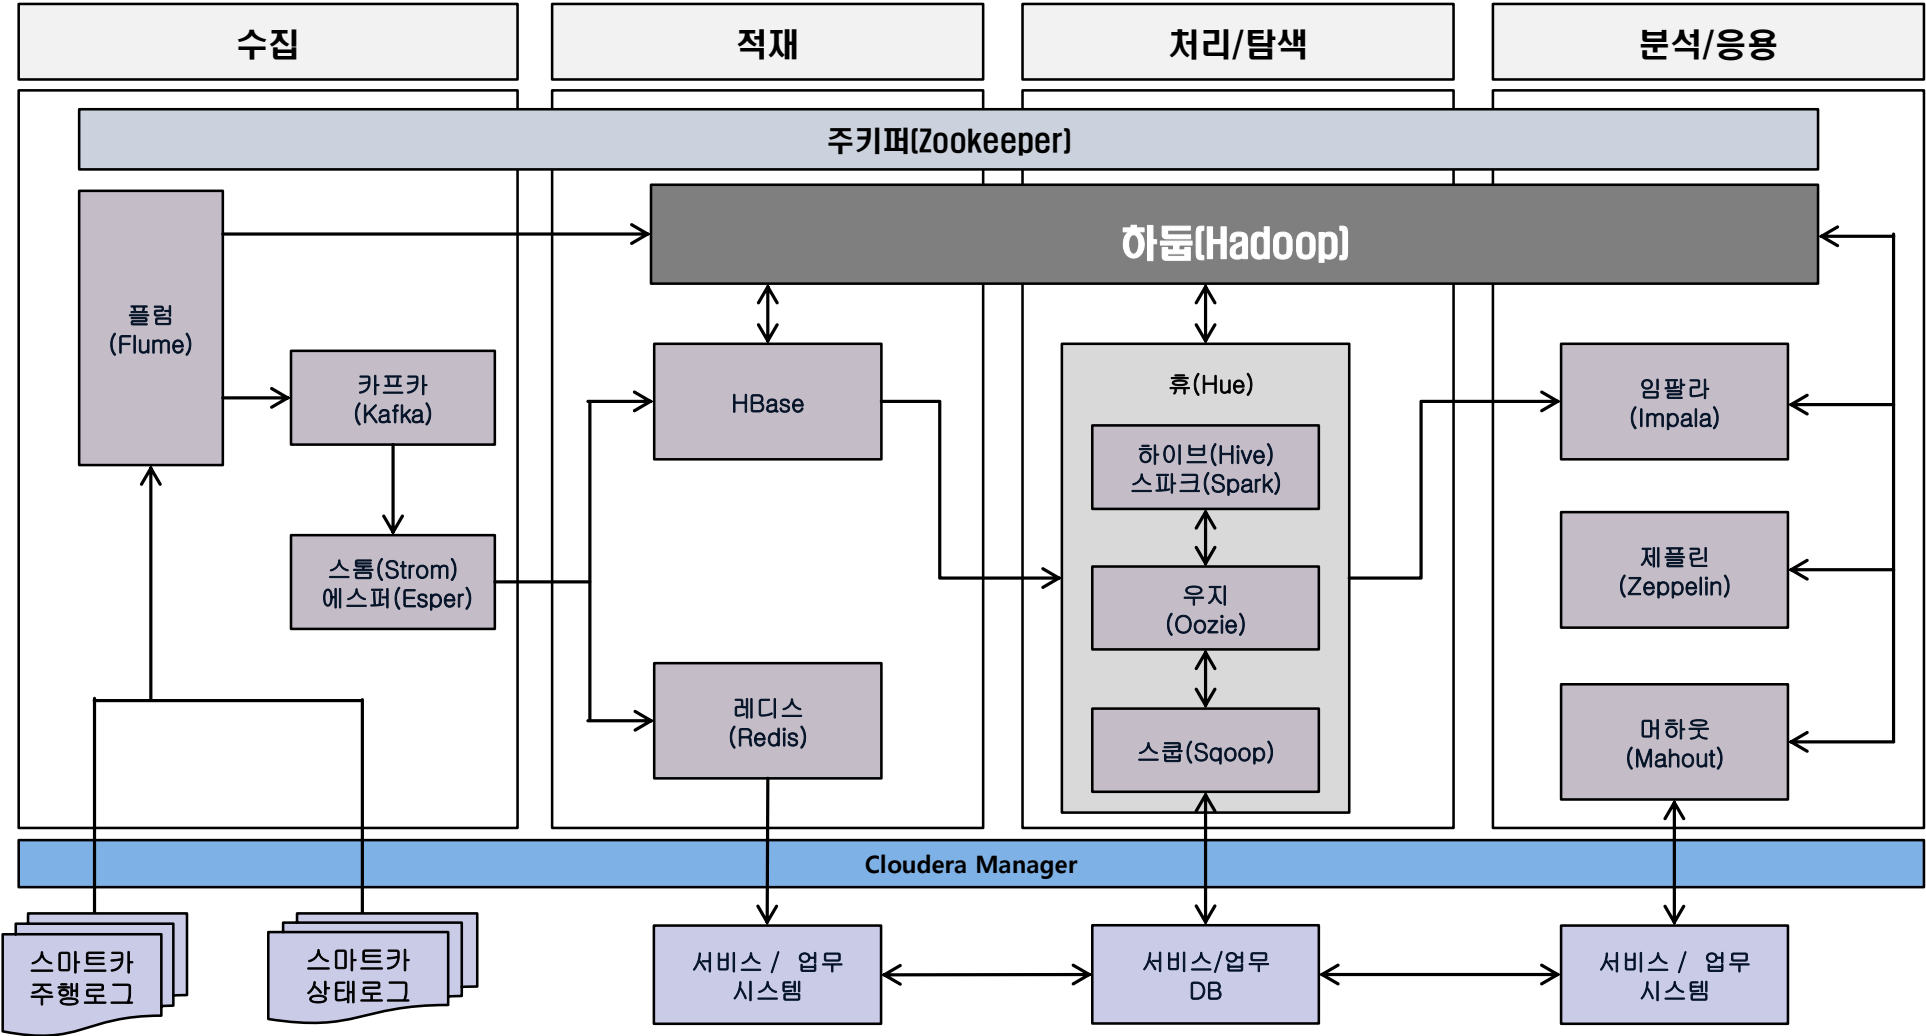 수집
적재
처리/탐색
분석/응용
주키퍼(Zookeeper)
하둡(Hadoop)
플럼
(Flume)
카프카
(Kafka)
스톰(Strom)
에스퍼(Esper)
HBase
레디스
(Redis)
휴(Hue)
하이브(Hive)
스파크(Spark)
우지
(Oozie)
스쿱(Sqoop)
임팔라
(Impala)
제플린
(Zeppelin)
머하웃
(Mahout)
Cloudera Manager
스마트카
주행로그
스마트카
상태로그
서비스 / 업무
시스템
서비스/업무
DB
서비스 / 업무
시스템